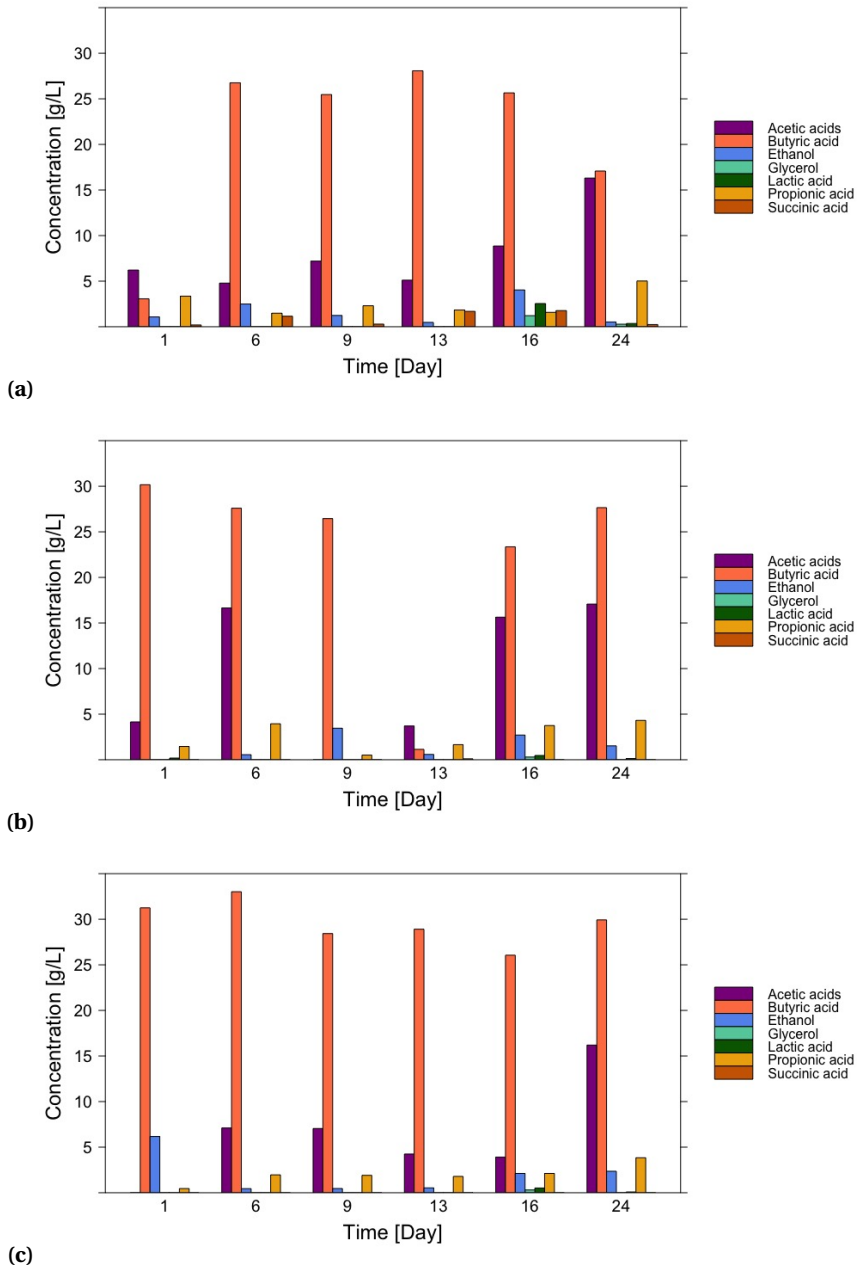 30
25
20
15
10
5
Concentration [g/L]
1 6 9 13 16 24
Time [Day]
Acetic acids
Butyric acid
Ethanol
Glycerol
Lactic acid
Propionic acid
Succinic acid
(a)
30
25
20
15
10
5
Concentration [g/L]
1 6 9 13 16 24
Time [Day]
Acetic acids
Butyric acid
Ethanol
Glycerol
Lactic acid
Propionic acid
Succinic acid
(b)
30
25
20
15
10
5
Concentration [g/L]
1 6 9 13 16 24
Time [Day]
Acetic acids
Butyric acid
Ethanol
Glycerol
Lactic acid
Propionic acid
Succinic acid
(c)